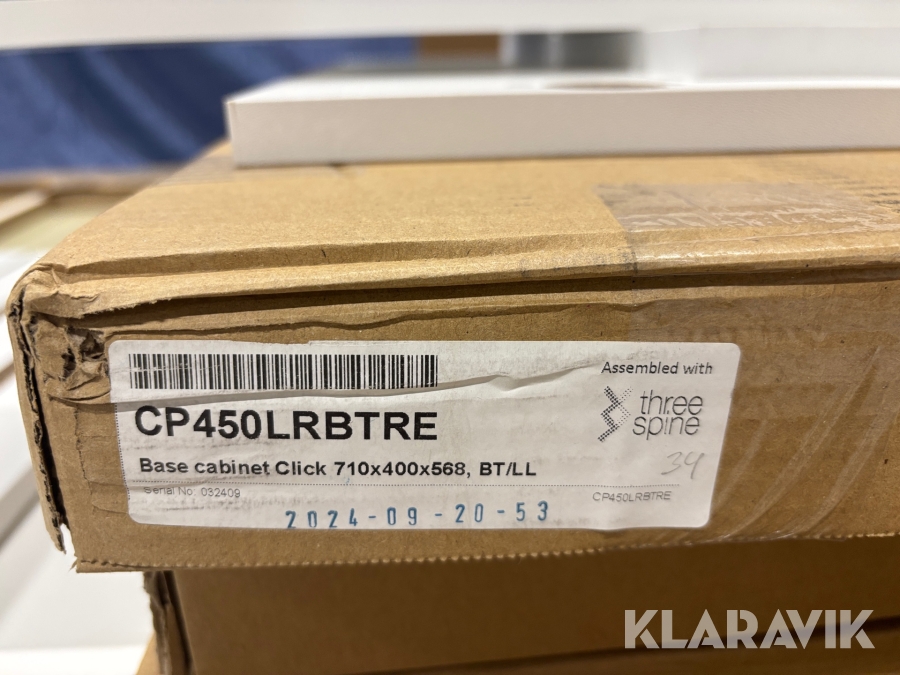 Assembled with
three
spine
CP450LRBTRE
Base cabinet Click 710x400x568, BT/LL
34
Serial No. 032409
CP450LRBTRE
2024-09-20-53
KLARAVIK